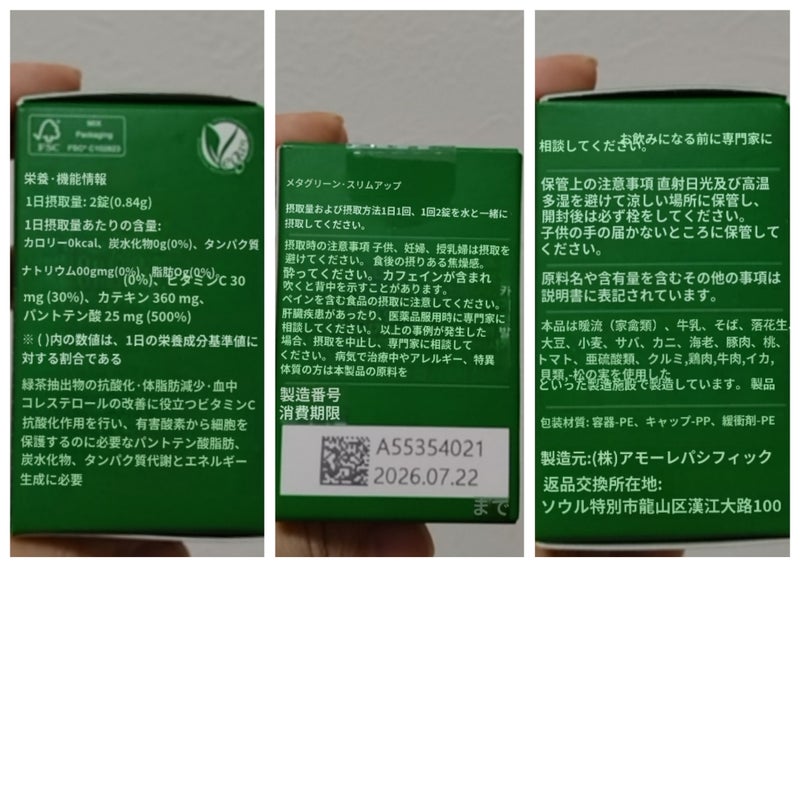 MIX
Packaging
FSC
FSC® C102823
栄養·機能情報
1日摂取量: 2錠(0.84g)
1日摂取量あたりの含量:
カロリー0kcal、炭水化物0g(0%)、タンパク質
ナトリウム00gmg(0%)、脂肪0g(0%)、
(0%)、ビタミンC 30
mg (30%)、カテキン 360 mg、
パントテン酸 25 mg (500%)
※ ( )内の数値は、1日の栄養成分基準値に
対する割合である
緑茶抽出物の抗酸化·体脂肪減少·血中
コレステロールの改善に役立つビタミンC
抗酸化作用を行い、有害酸素から細胞を
保護するのに必要なパントテン酸脂肪、
炭水化物、タンパク質代謝とエネルギー
生成に必要
メタグリーン·スリムアップ
摂取量および摂取方法1日1回、1回2錠を水と一緒に
摂取してください。
摂取時の注意事項 子供、妊婦、授乳婦は摂取を
避けてください。 食後の摂りある焦燥感。
酔ってください。 カフェインが含まれ
吹くと背中を示すことがあります。
ペインを含む食品の摂取に注意してください。
肝臓疾患があったり、医薬品服用時に専門家に
相談してください。 以上の事例が発生した
場合、摂取を中止し、専門家に相談して
ください。 病気で治療中やアレルギー、特異
体質の方は本製品の原料を
製造番号
消費期限
A55354021
2026.07.22
まで
お飲みになる前に専門家に
相談してください。
保管上の注意事項 直射日光及び高温
多湿を避けて涼しい場所に保管し、
開封後は必ず栓をしてください。
子供の手の届かないところに保管して
ください。
原料名や含有量を含むその他の事項は
説明書に表記されています。
本品は暖流（家禽類）、牛乳、そば、落花生、
大豆、小麦、サバ、カニ、海老、豚肉、桃、
トマト、亜硫酸類、クルミ,鶏肉,牛肉,イカ,
貝類,·松の実を使用した
といった製造施設で製造しています。 製品
包装材質: 容器-PE、キャップ-PP、緩衝剤-PE
製造元:(株)アモーレパシフィック
返品交換所在地:
ソウル特別市龍山区漢江大路100